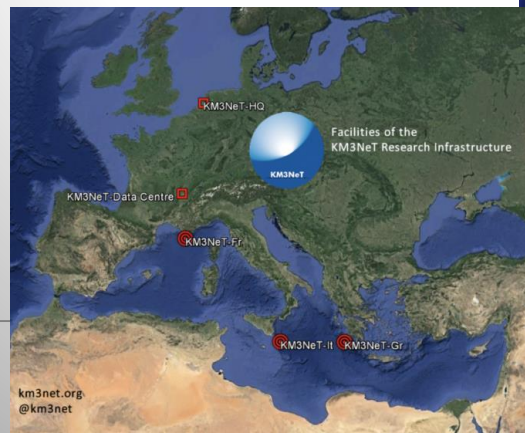 KM3NeT-HQ
Facilities of the
KM3NeT Research Infrastructure
KM3NeT
KM3NeT-Data Centre
KM3NeT-Fr
KM3NeT-It
KM3NeT-Gr
km3net.org
@km3net